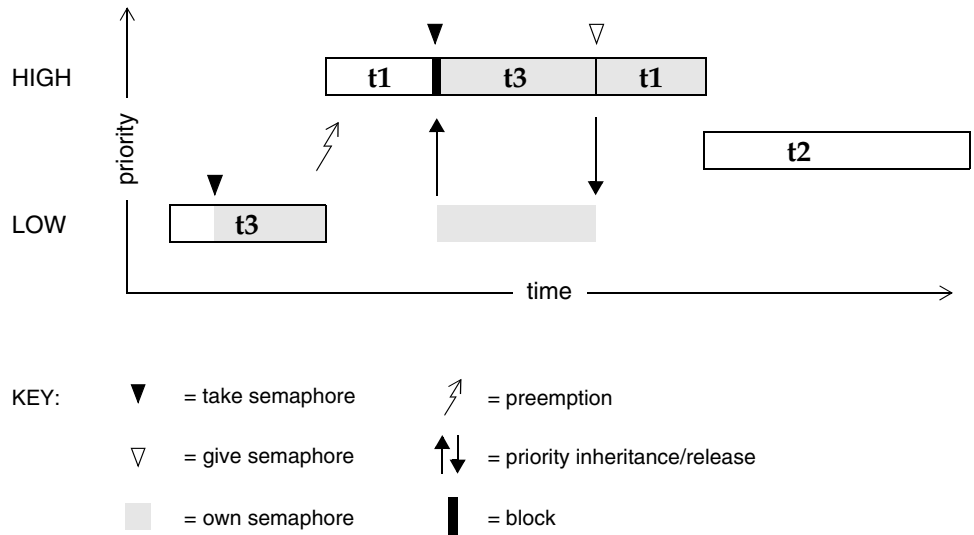 HIGH
t1 t3 t1
t2
priority
LOW
t3
time
KEY:
= take semaphore
= preemption
= give semaphore
= priority inheritance/release
= own semaphore
= block